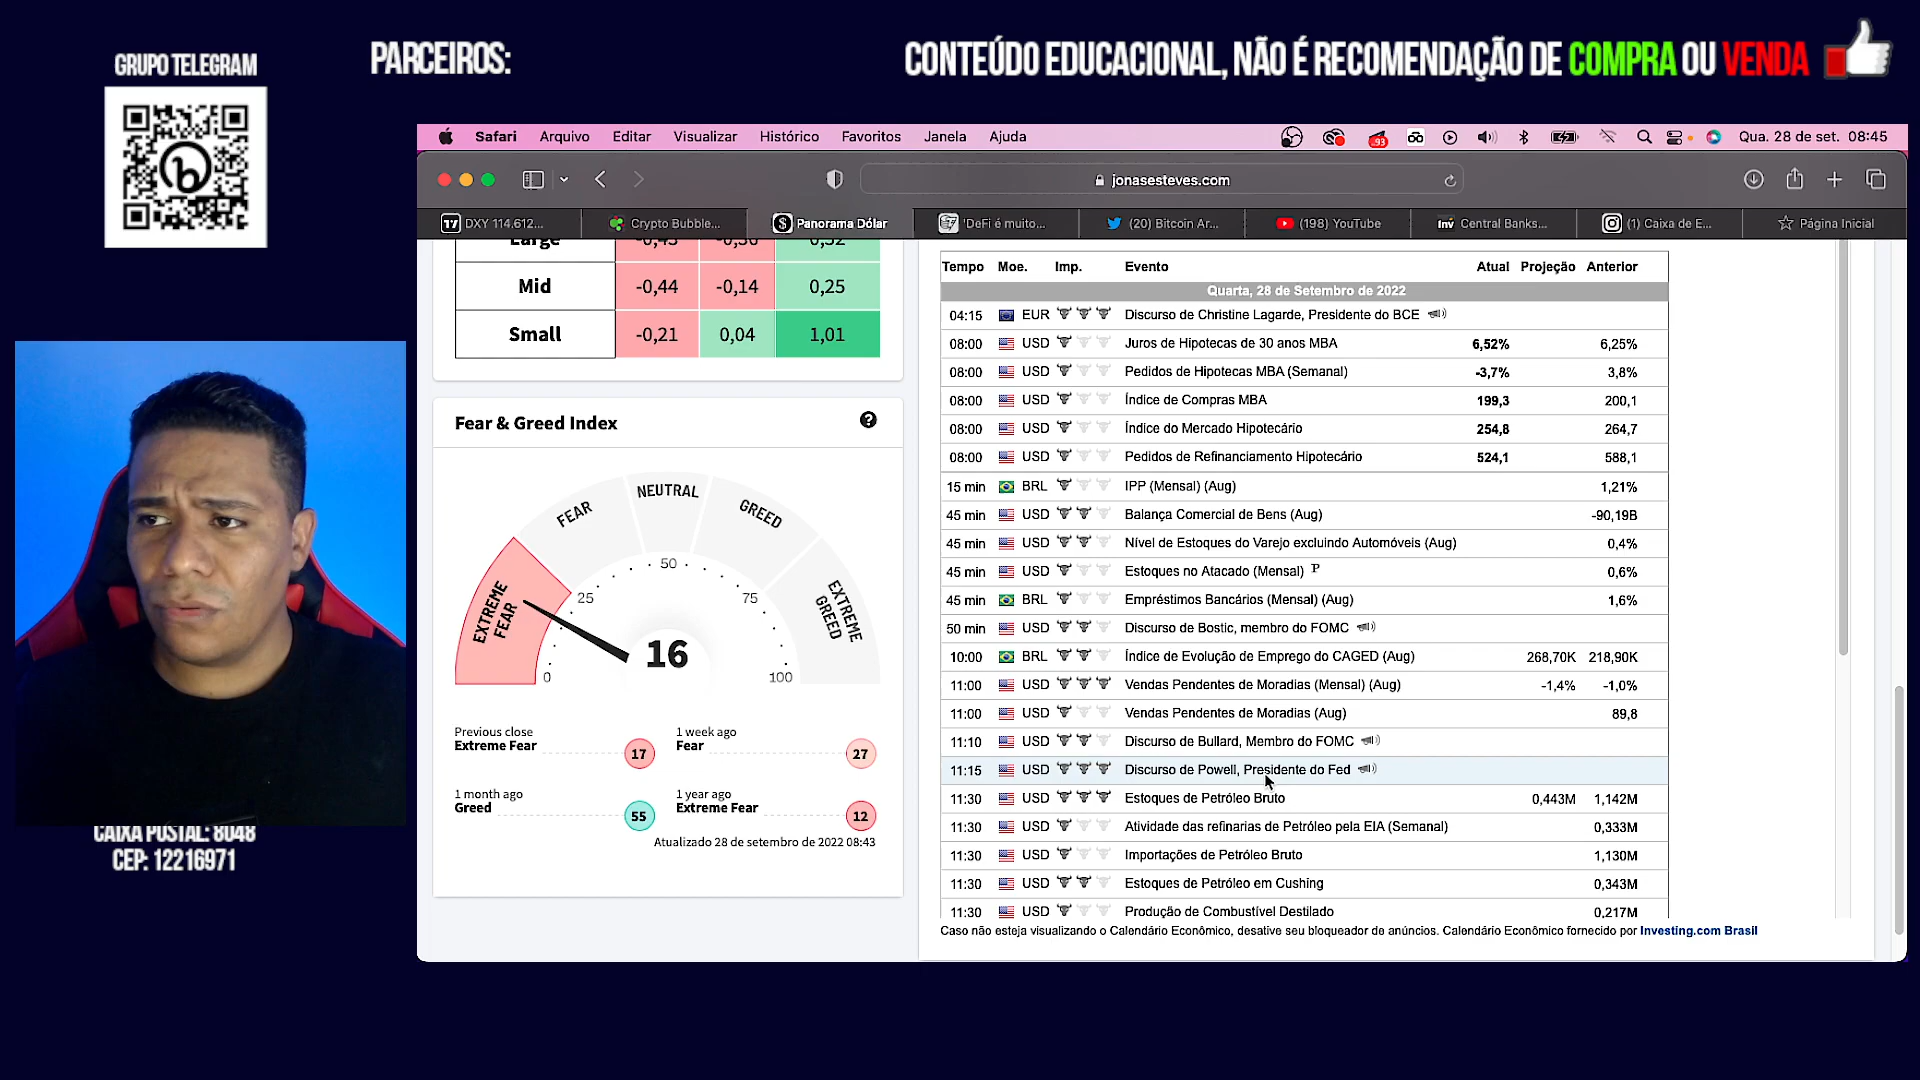 GRUPO TELEGRAM
PARCEIROS:
CONTEÚDO EDUCACIONAL, NÃO É RECOMENDAÇÃO DE COMPRA OU VENDA
Safari Arquivo Editar Visualizar Histórico Favoritos Janela Ajuda
93
Qua. 28 de set. 08:45
jonasesteves.com
DXY 114.612...
Crypto Bubble...
Panorama Dólar
'DeFi é muito...
(20) Bitcoin Ar...
(198) YouTube
Inv Central Banks...
(1) Caixa de E...
Página Inicial
Large -0,43 -0,36 0,32
Mid -0,44 -0,14 0,25
Small -0,21 0,04 1,01
Fear & Greed Index
EXTREME FEAR
FEAR
NEUTRAL
GREED
EXTREME GREED
0
25
50
75
100
16
Previous close
Extreme Fear 17
1 week ago
Fear 27
1 month ago
Greed 55
1 year ago
Extreme Fear 12
Atualizado 28 de setembro de 2022 08:43
Tempo Moe. Imp. Evento Atual Projeção Anterior
Quarta, 28 de Setembro de 2022
04:15 EUR Discurso de Christine Lagarde, Presidente do BCE
08:00 USD Juros de Hipotecas de 30 anos MBA 6,52% 6,25%
08:00 USD Pedidos de Hipotecas MBA (Semanal) -3,7% 3,8%
08:00 USD Índice de Compras MBA 199,3 200,1
08:00 USD Índice do Mercado Hipotecário 254,8 264,7
08:00 USD Pedidos de Refinanciamento Hipotecário 524,1 588,1
15 min BRL IPP (Mensal) (Aug) 1,21%
45 min USD Balança Comercial de Bens (Aug) -90,19B
45 min USD Nível de Estoques do Varejo excluindo Automóveis (Aug) 0,4%
45 min USD Estoques no Atacado (Mensal) P 0,6%
45 min BRL Empréstimos Bancários (Mensal) (Aug) 1,6%
50 min USD Discurso de Bostic, membro do FOMC
10:00 BRL Índice de Evolução de Emprego do CAGED (Aug) 268,70K 218,90K
11:00 USD Vendas Pendentes de Moradias (Mensal) (Aug) -1,4% -1,0%
11:00 USD Vendas Pendentes de Moradias (Aug) 89,8
11:10 USD Discurso de Bullard, Membro do FOMC
11:15 USD Discurso de Powell, Presidente do Fed
11:30 USD Estoques de Petróleo Bruto 0,443M 1,142M
11:30 USD Atividade das refinarias de Petróleo pela EIA (Semanal) 0,333M
11:30 USD Importações de Petróleo Bruto 1,130M
11:30 USD Estoques de Petróleo em Cushing 0,343M
11:30 USD Produção de Combustível Destilado 0,217M
Caso não esteja visualizando o Calendário Econômico, desative seu bloqueador de anúncios. Calendário Econômico fornecido por Investing.com Brasil
CAIXA POSTAL: 8048
CEP: 12216971